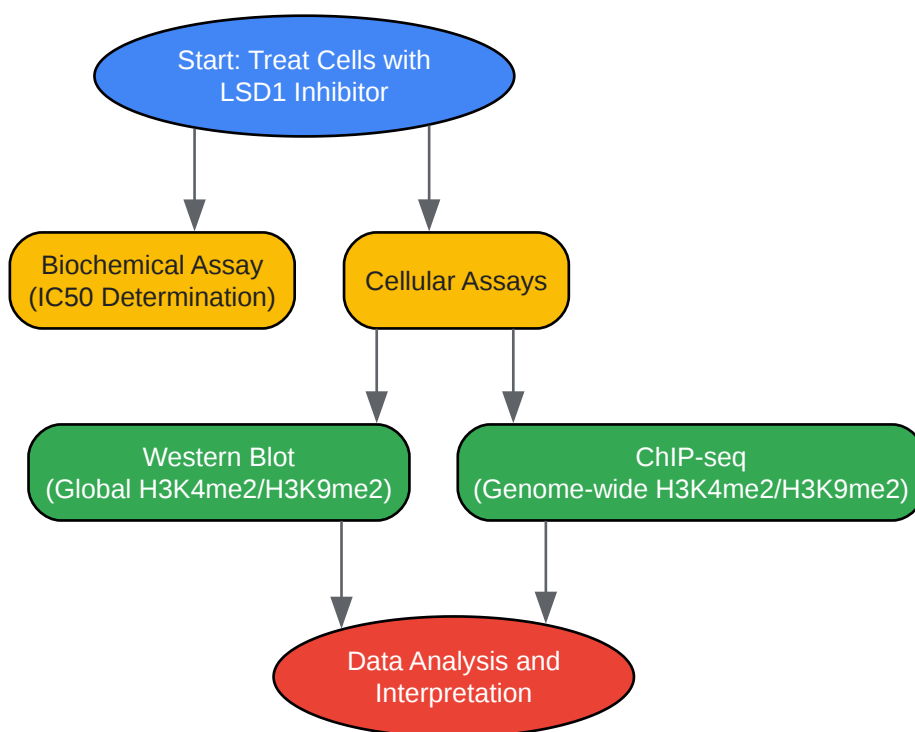 Start: Treat Cells with
LSD1 Inhibitor
Biochemical Assay
(IC50 Determination)
Cellular Assays
Western Blot
(Global H3K4me2/H3K9me2)
ChIP-seq
(Genome-wide H3K4me2/H3K9me2)
Data Analysis and
Interpretation